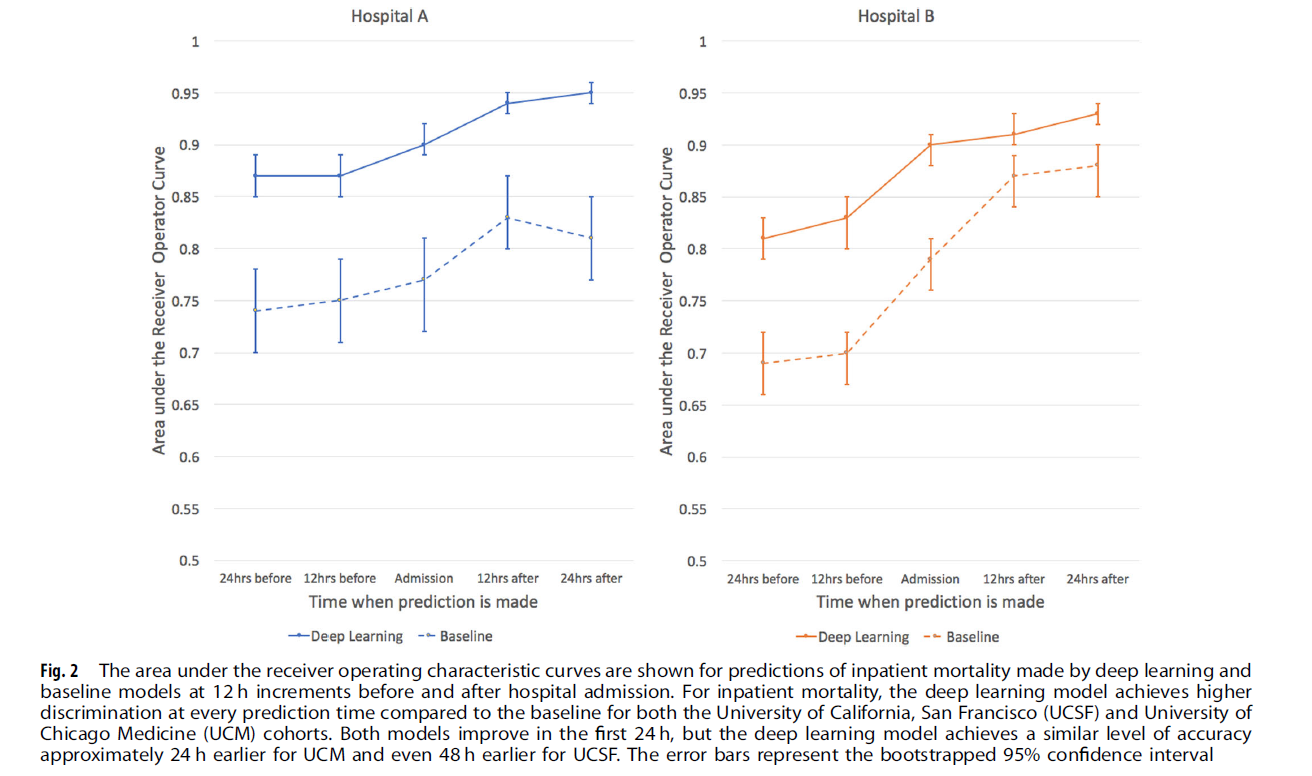 Hospital A
Area under the Receiver Operator Curve
1
0.95
0.9
0.85
0.8
0.75
0.7
0.65
0.6
0.55
0.5
24hrs before 12hrs before Admission 12hrs after 24hrs after
Time when prediction is made
Deep Learning Baseline
Hospital B
Area under the Receiver Operator Curve
1
0.95
0.9
0.85
0.8
0.75
0.7
0.65
0.6
0.55
0.5
24hrs before 12hrs before Admission 12hrs after 24hrs after
Time when prediction is made
Deep Learning Baseline
Fig. 2 The area under the receiver operating characteristic curves are shown for predictions of inpatient mortality made by deep learning and
baseline models at 12 h increments before and after hospital admission. For inpatient mortality, the deep learning model achieves higher
discrimination at every prediction time compared to the baseline for both the University of California, San Francisco (UCSF) and University of
Chicago Medicine (UCM) cohorts. Both models improve in the first 24 h, but the deep learning model achieves a similar level of accuracy
approximately 24 h earlier for UCM and even 48 h earlier for UCSF. The error bars represent the bootstrapped 95% confidence interval